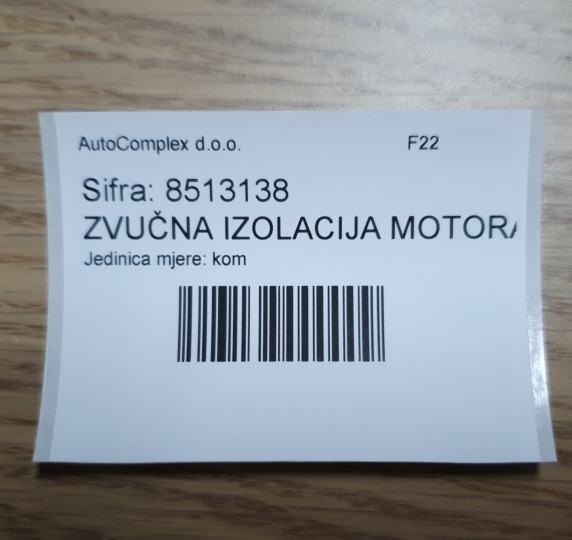 AutoComplex d.o.o. F22
Sifra: 8513138
ZVUČNA IZOLACIJA MOTORA
Jedinica mjere: kom